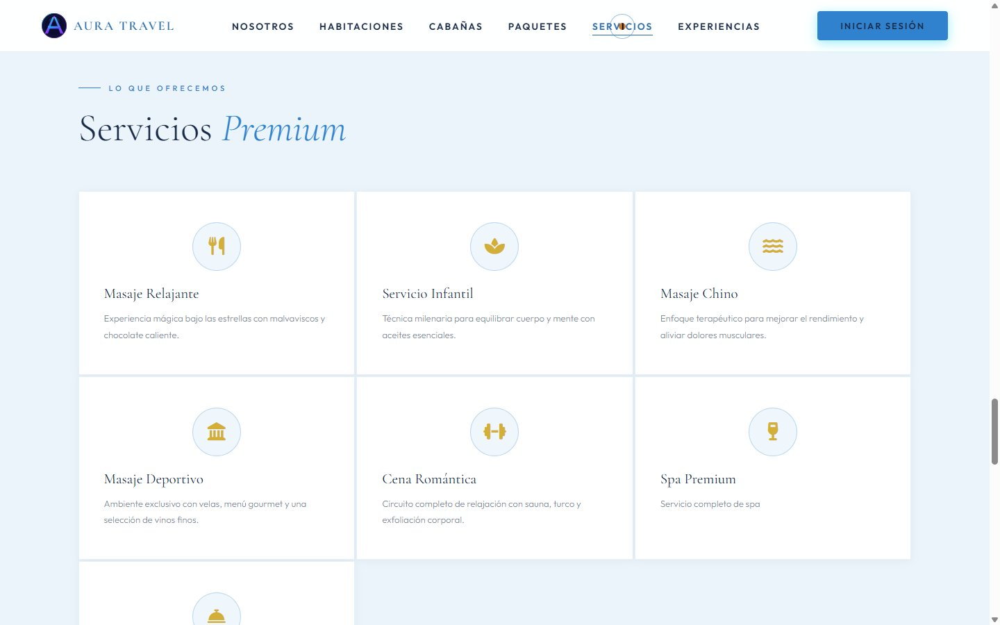 AURA TRAVEL
NOSOTROS
HABITACIONES
CABAÑAS
PAQUETES
SERVICIOS
EXPERIENCIAS
INICIAR SESIÓN
LO QUE OFRECEMOS
Servicios Premium
Masaje Relajante
Experiencia mágica bajo las estrellas con malvaviscos y
chocolate caliente.
Servicio Infantil
Técnica milenaria para equilibrar cuerpo y mente con
aceites esenciales.
Masaje Chino
Enfoque terapéutico para mejorar el rendimiento y
aliviar dolores musculares.
Masaje Deportivo
Ambiente exclusivo con velas, menú gourmet y una
selección de vinos finos.
Cena Romántica
Circuito completo de relajación con sauna, turco y
exfoliación corporal.
Spa Premium
Servicio completo de spa